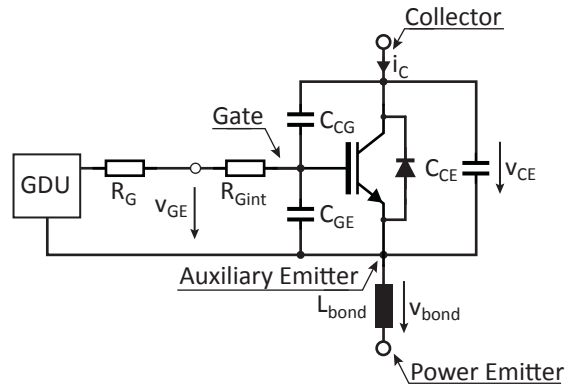 Collector
i_C
Gate
C_CG
GDU
R_G
R_Gint
v_GE
C_GE
C_CE
v_CE
Auxiliary Emitter
L_bond
v_bond
Power Emitter